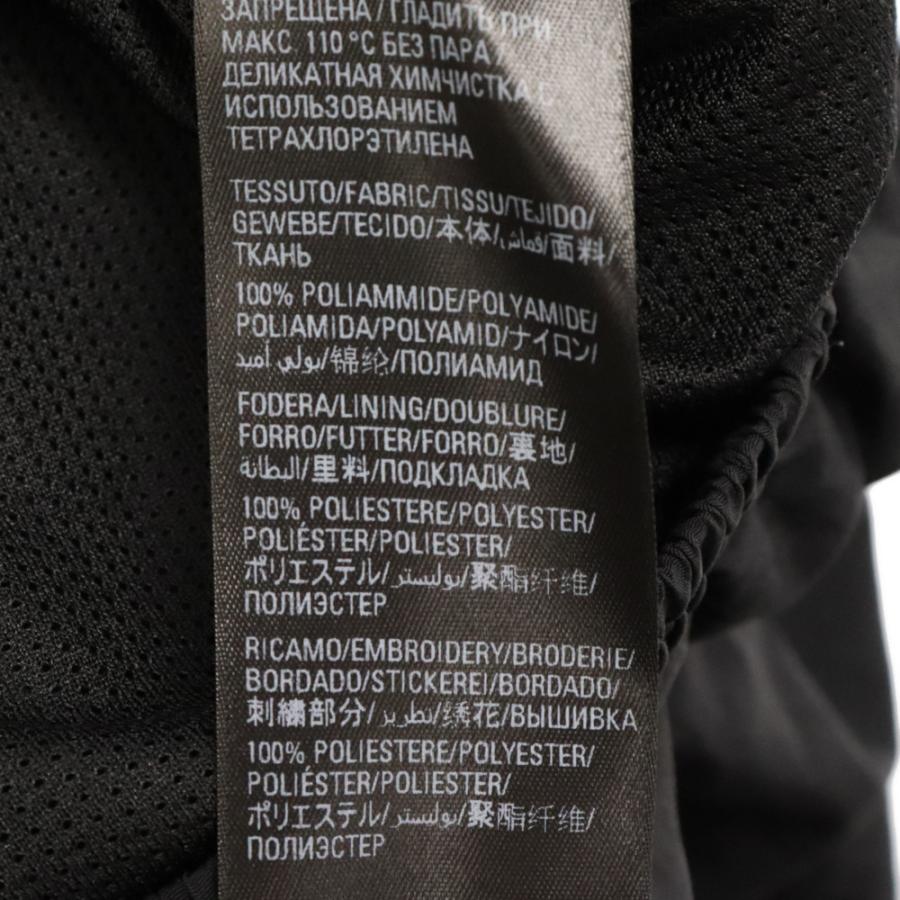 ЗАПРЕЩЕНА / ГЛАДИТЬ ПРИ
МАКС. 110 °C БЕЗ ПАРА
ДЕЛИКАТНАЯ ХИМЧИСТКА С
ИСПОЛЬЗОВАНИЕМ
ТЕТРАХЛОРЭТИЛЕНА
TESSUTO/FABRIC/TISSU/TEJIDO/
GEWEBE/TECIDO/本体/قماش/面料/
ТКАНЬ
100% POLIAMMIDE/POLYAMIDE/
POLIAMIDA/POLYAMID/ナイロン/
بولي أميد/锦纶/ПОЛИАМИД
FODERA/LINING/DOUBLURE/
FORRO/FUTTER/FORRO/裏地/
البطانة/里料/ПОДКЛАДКА
100% POLIESTERE/POLYESTER/
POLIÉSTER/POLIESTER/
ポリエステル/بوليستر/聚酯纤维/
ПОЛИЭСТЕР
RICAMO/EMBROIDERY/BRODERIE/
BORDADO/STICKEREI/BORDADO/
刺繍部分/تطريز/绣花/ВЫШИВКА
100% POLIESTERE/POLYESTER/
POLIÉSTER/POLIESTER/
ポリエステル/بوليستر/聚酯纤维/
ПОЛИЭСТЕР